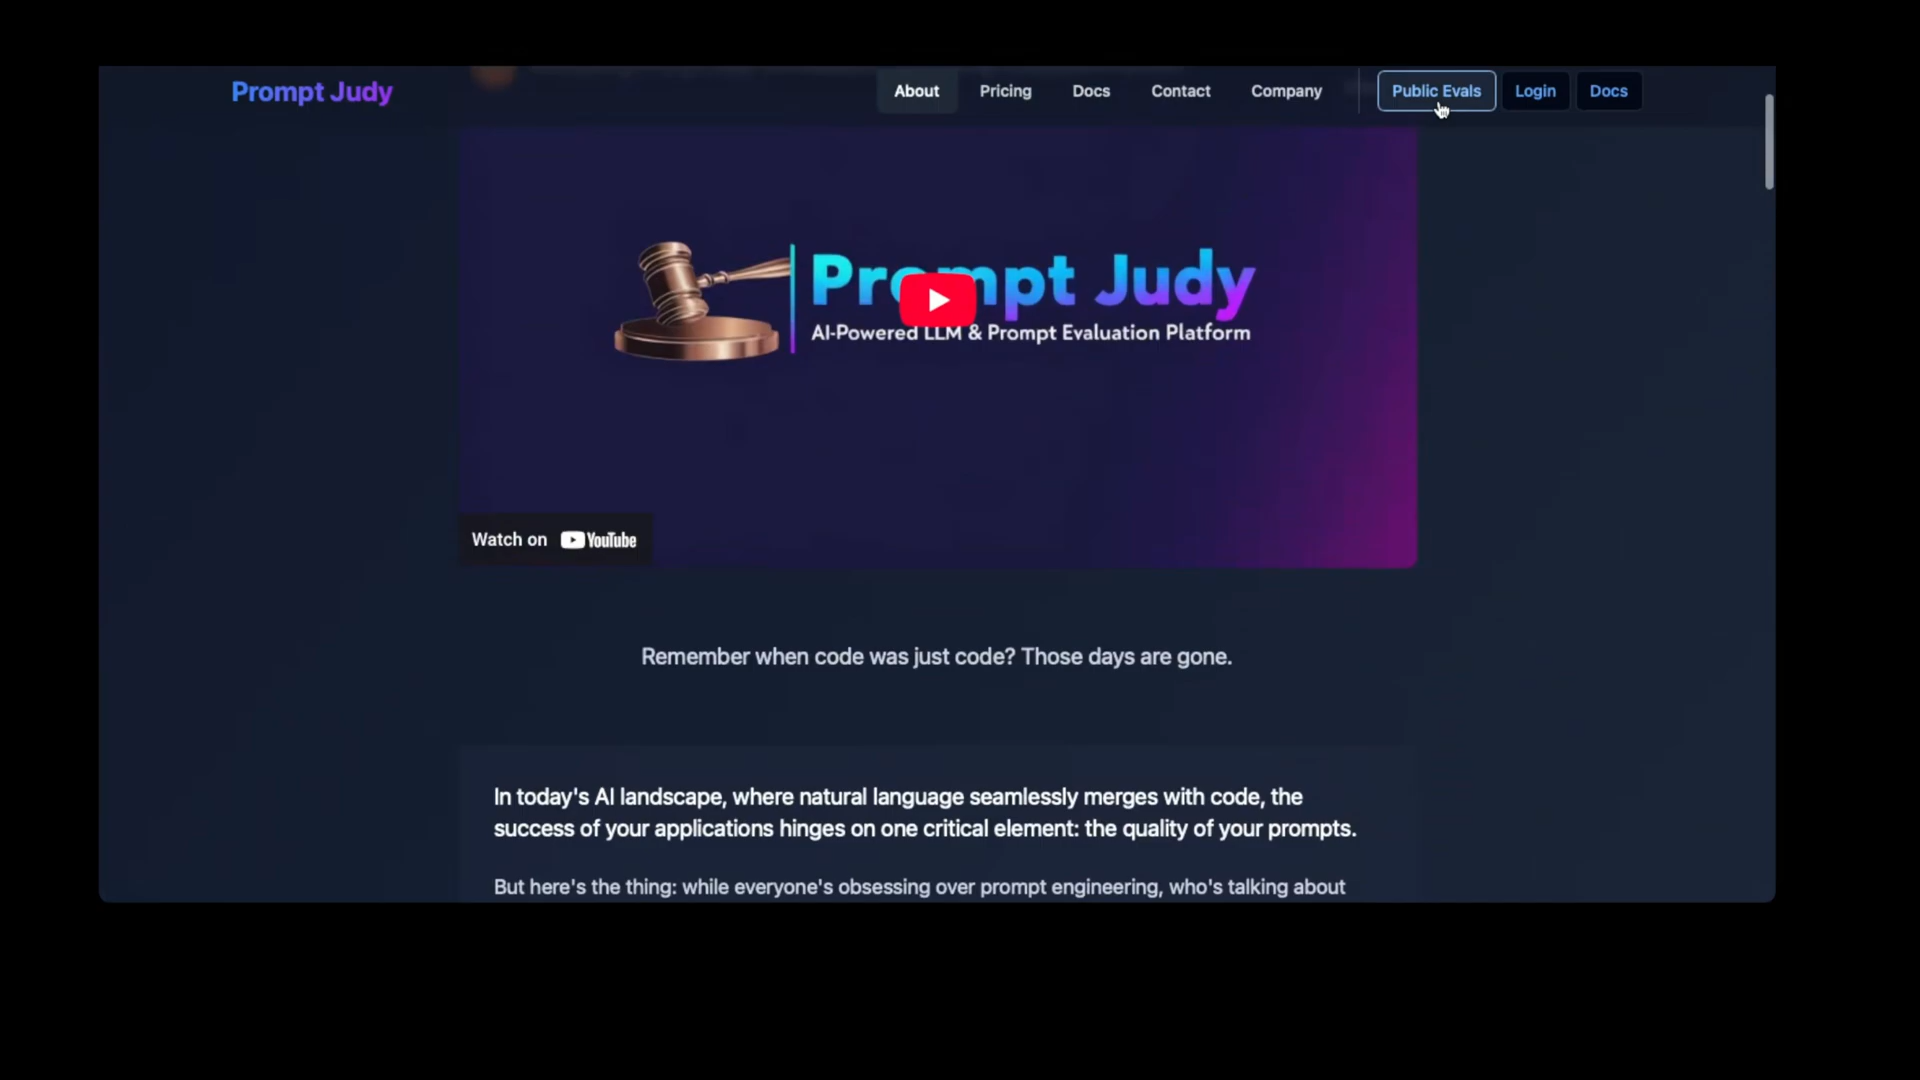 Prompt Judy
About
Pricing
Docs
Contact
Company
Public Evals
Login
Docs
Prompt Judy
AI-Powered LLM & Prompt Evaluation Platform
Watch on YouTube
Remember when code was just code? Those days are gone.
In today's AI landscape, where natural language seamlessly merges with code, the
success of your applications hinges on one critical element: the quality of your prompts.
But here's the thing: while everyone's obsessing over prompt engineering, who's talking about